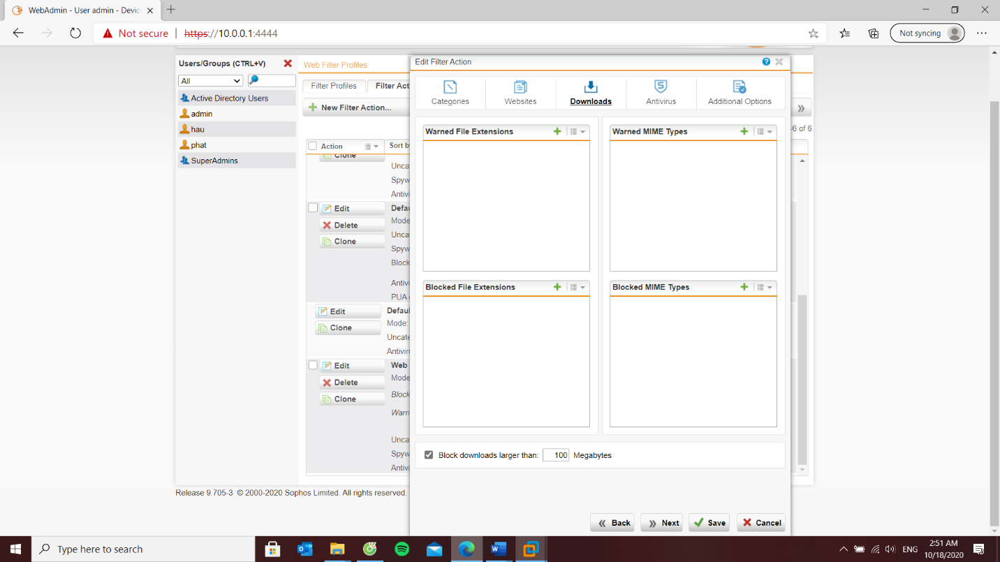 WebAdmin - User admin - Devic
Not secure
https://10.0.0.1:4444
Not syncing
Users/Groups (CTRL+V)
All
Active Directory Users
admin
hau
phat
SuperAdmins
Web Filter Profiles
Filter Profiles
Filter Act
New Filter Action...
-6 of 6
Action
Sort by
Clone
Unca
Spyw
Antivi
Edit
Delete
Clone
Defau
Mode
Unca
Spyw
Block
Antivi
PUA
Edit
Clone
Defaul
Mode:
Uncate
Antivir
Edit
Delete
Clone
Web
Mode
Block
Warn
Unca
Spyw
Antivi
Edit Filter Action
Categories
Websites
Downloads
Antivirus
Additional Options
Warned File Extensions
Warned MIME Types
Blocked File Extensions
Blocked MIME Types
Block downloads larger than: 100 Megabytes
Back
Next
Save
Cancel
Release 9.705-3 © 2000-2020 Sophos Limited. All rights reserved.
Type here to search
ENG
2:51 AM
10/18/2020